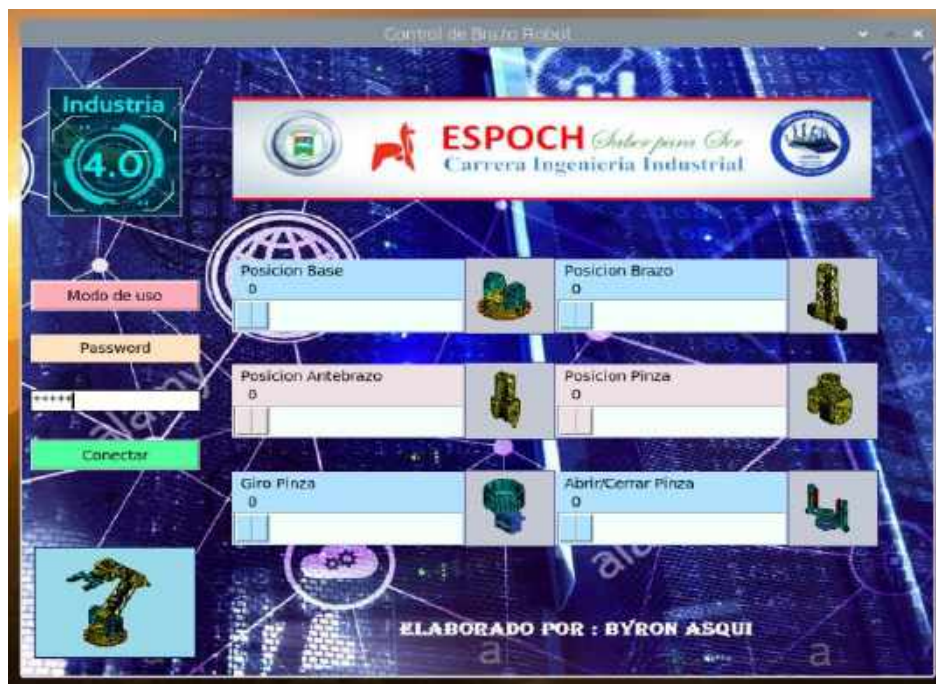 Control de Brazo Robot
Industria
4.0
ESPOCH Saber para Ser
Carrera Ingeniería Industrial
Modo de uso
Password
*****
Conectar
Posicion Base
0
Posicion Brazo
0
Posicion Antebrazo
0
Posicion Pinza
0
Giro Pinza
0
Abrir/Cerrar Pinza
0
ELABORADO POR : BYRON ASQUI
alamy
a
a